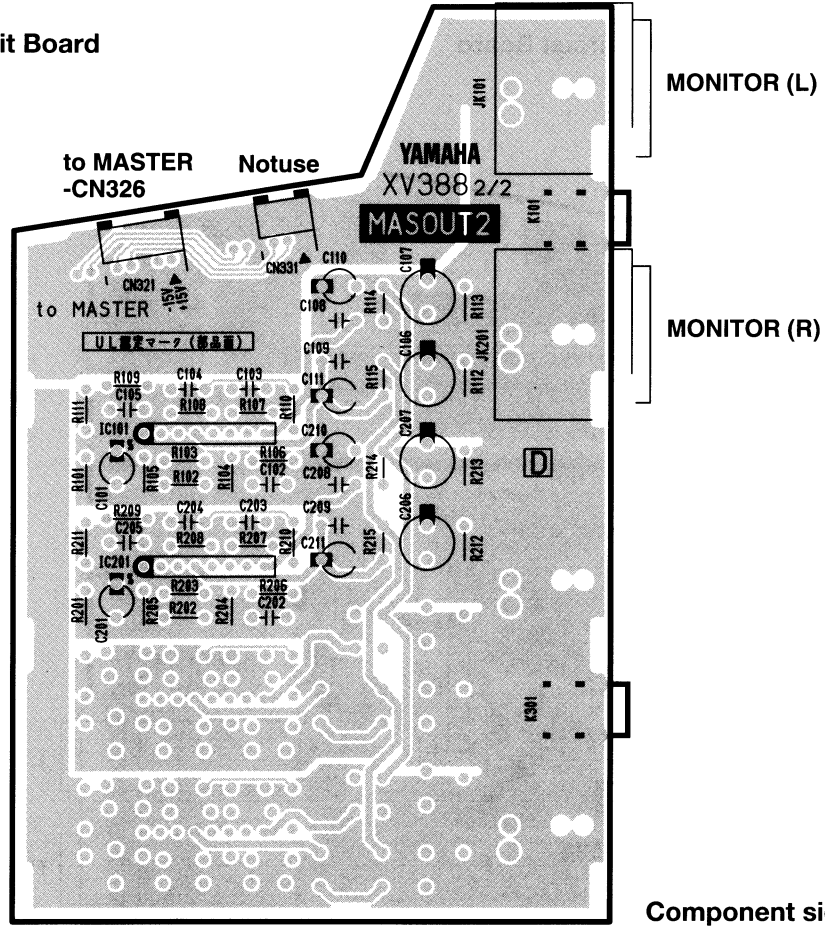 it Board
MONITOR (L)
JK101
to MASTER
-CN326
Notuse
YAMAHA
XV388 2/2
MASOUT2
K101
CN321
-15V
+15V
CN331
C110
C107
to MASTER
C108
R114
R113
MONITOR (R)
JK201
C109
C106
R109
C104
C103
C111
R115
R112
C105
R111
R108
R107
R110
IC101
C210
C207
R103
R106
R101
R105
R102
R104
C102
C208
R214
R213
D
C101
R209
C204
C203
C209
C206
C205
R211
R208
R207
R210
C211
R215
R212
IC201
R203
R206
R201
R205
R202
R204
C202
C201
K301
Component si